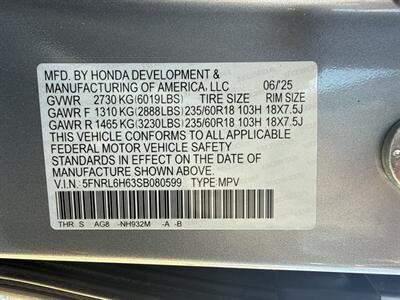 MFD. BY HONDA DEVELOPMENT &
MANUFACTURING OF AMERICA, LLC 06/'25
GVWR 2730 KG(6019LBS) TIRE SIZE RIM SIZE
GAWR F 1310 KG(2888LBS) 235/60R18 103H 18X7.5J
GAWR R 1465 KG(3230LBS) 235/60R18 103H 18X7.5J
THIS VEHICLE CONFORMS TO ALL APPLICABLE
FEDERAL MOTOR VEHICLE SAFETY STANDARDS
IN EFFECT ON THE DATE OF
MANUFACTURE SHOWN ABOVE.
V.I.N.: 5FNRL6H63SB080599 TYPE: MPV
THR S AG8 -NH932M -A -B